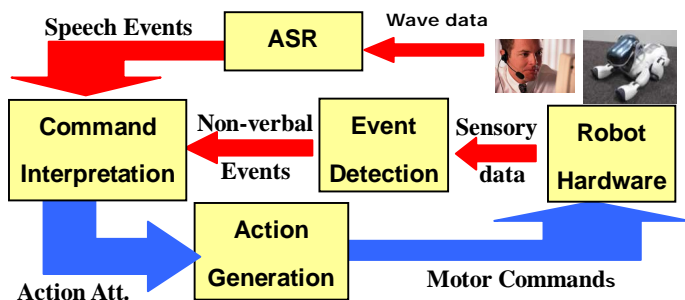 Speech Events
ASR
Wave data
Command
Interpretation
Non-verbal
Events
Event
Detection
Sensory
data
Robot
Hardware
Action
Generation
Action Att.
Motor Commands